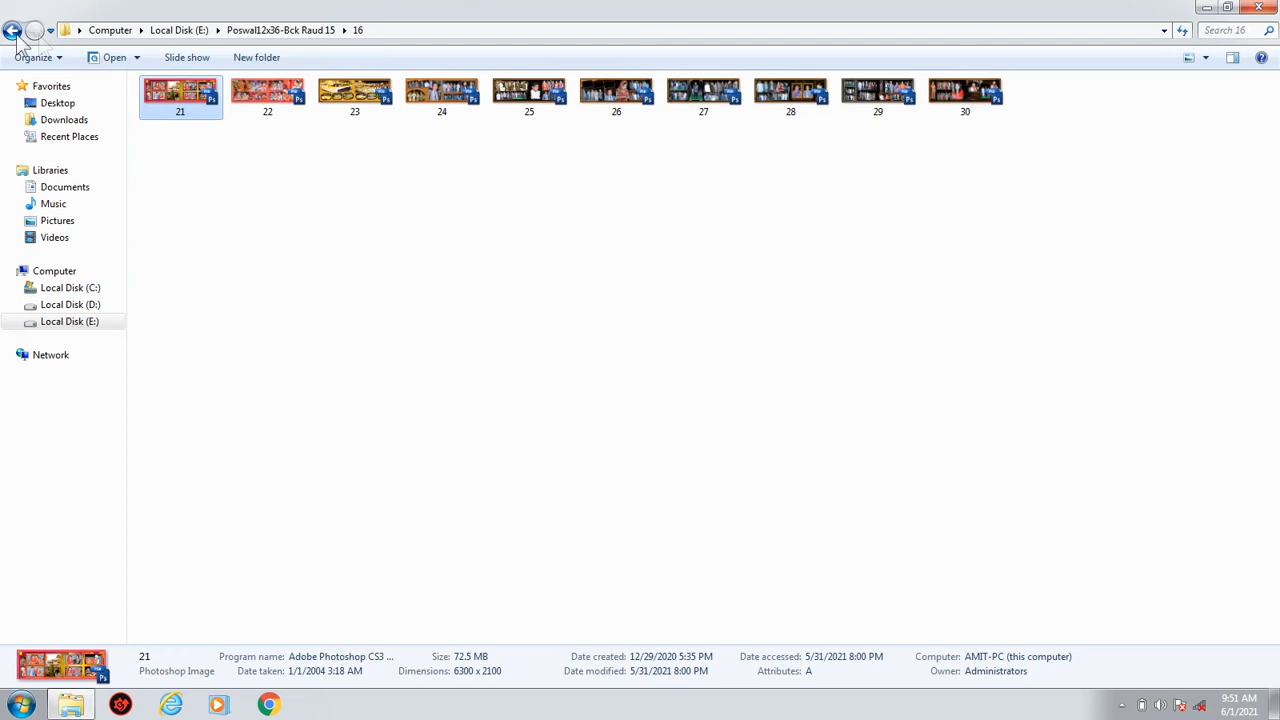 Computer Local Disk (E:) Poswal12x36-Bck Raud 15 16 Search 16
Organize Open Slide show New folder
Favorites
Desktop
Downloads
Recent Places
Libraries
Documents
Music
Pictures
Videos
Computer
Local Disk (C:)
Local Disk (D:)
Local Disk (E:)
Network
21 22 23 24 25 26 27 28 29 30
21 Program name: Adobe Photoshop CS3 ... Size: 72.5 MB Date created: 12/29/2020 5:35 PM Date accessed: 5/31/2021 8:00 PM Computer: AMIT-PC (this computer)
Photoshop Image Date taken: 1/1/2004 3:18 AM Dimensions: 6300 x 2100 Date modified: 5/31/2021 8:00 PM Attributes: A Owner: Administrators
9:51 AM
6/1/2021